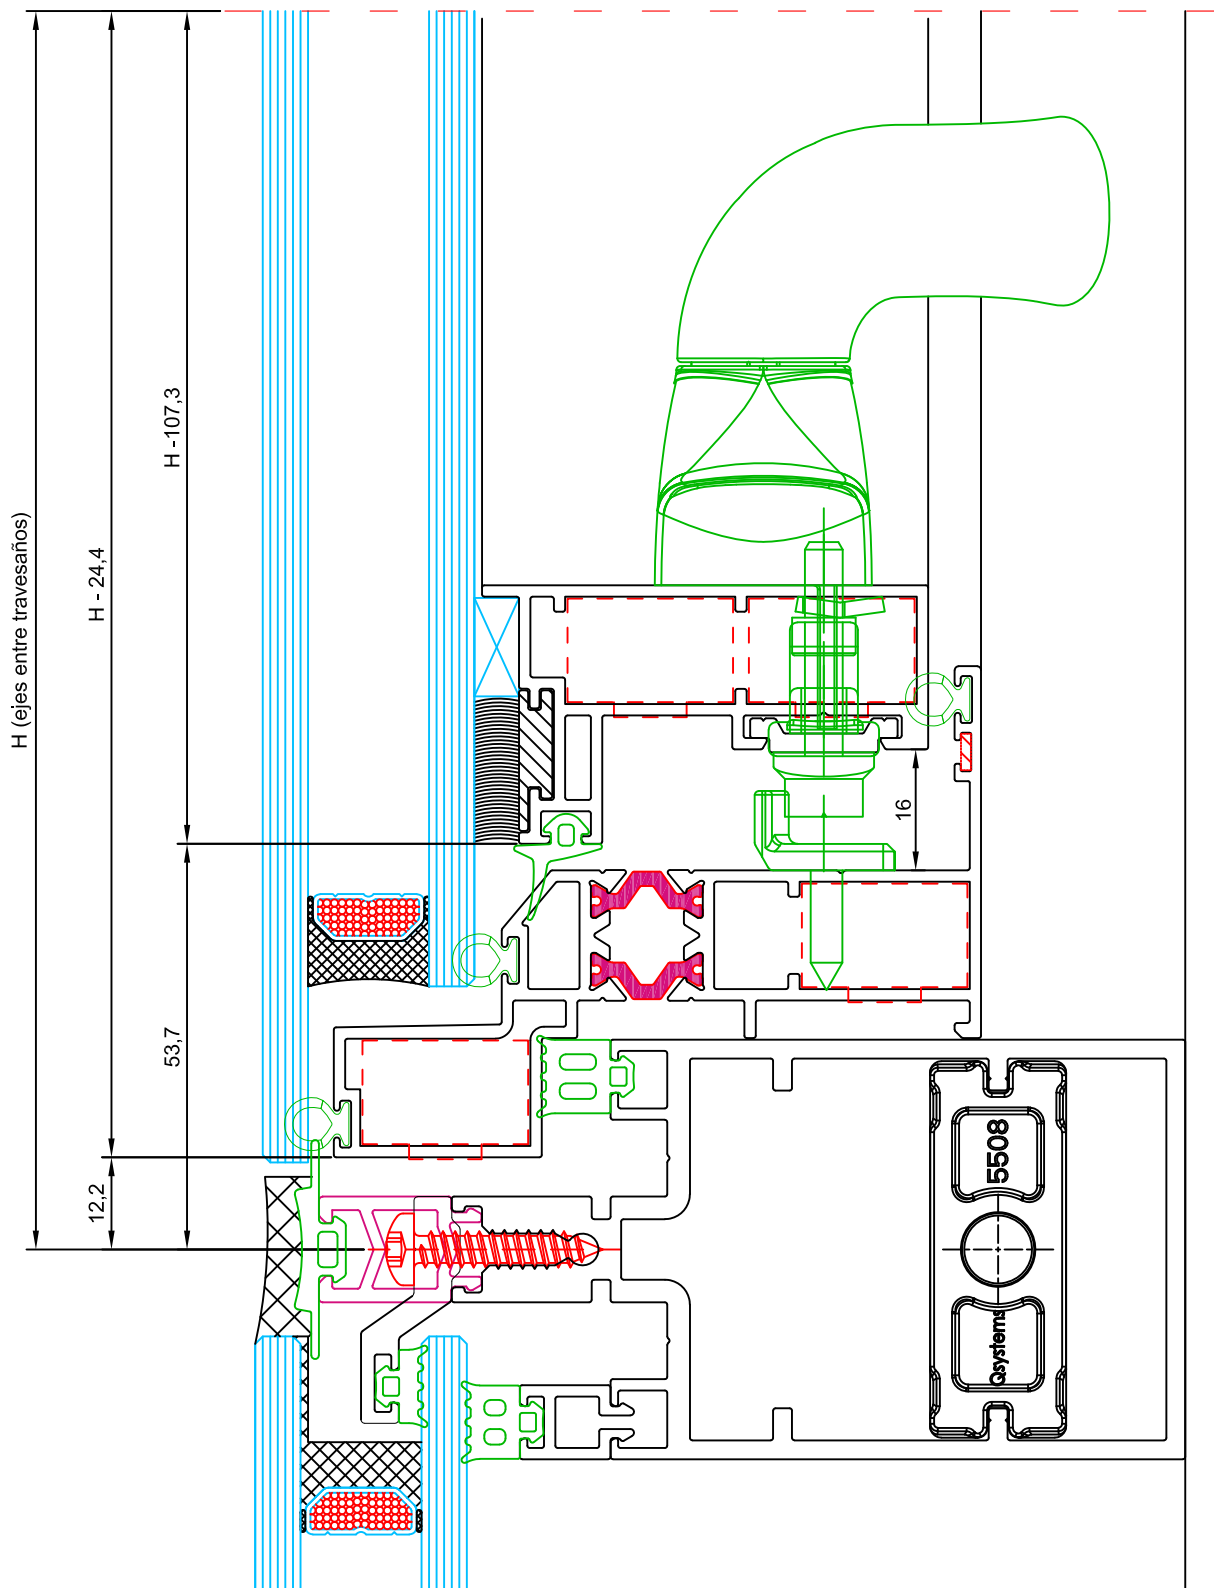 H (ejes entre travesaños)
H - 24,4
H -107,3
53,7
12,2
16
5508
Qsystems